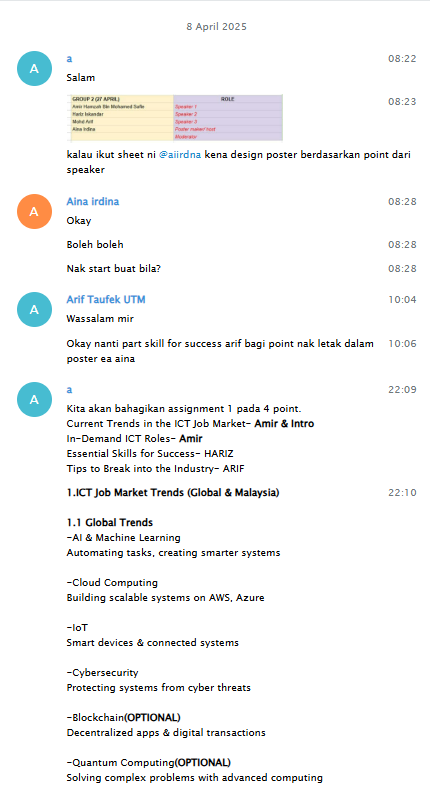 8 April 2025
A
a 08:22
Salam
GROUP 2 (27 APRIL) ROLE
Amir Hamzah Bin Mohamed Safie Speaker 1
Hariz Iskandar Speaker 2
Mohd Arif Speaker 3
Aina Irdina Poster maker/ host
Moderator
08:23
kalau ikut sheet ni @aiirdna kena design poster berdasarkan point dari
speaker
A
Aina irdina 08:28
Okay
Boleh boleh 08:28
Nak start buat bila? 08:28
A
Arif Taufek UTM 10:04
Wassalam mir
Okay nanti part skill for success arif bagi point nak letak dalam 10:06
poster ea aina
A
a 22:09
Kita akan bahagikan assignment 1 pada 4 point.
Current Trends in the ICT Job Market- Amir & Intro
In-Demand ICT Roles- Amir
Essential Skills for Success- HARIZ
Tips to Break into the Industry- ARIF
1.ICT Job Market Trends (Global & Malaysia) 22:10
1.1 Global Trends
-AI & Machine Learning
Automating tasks, creating smarter systems
-Cloud Computing
Building scalable systems on AWS, Azure
-IoT
Smart devices & connected systems
-Cybersecurity
Protecting systems from cyber threats
-Blockchain(OPTIONAL)
Decentralized apps & digital transactions
-Quantum Computing(OPTIONAL)
Solving complex problems with advanced computing